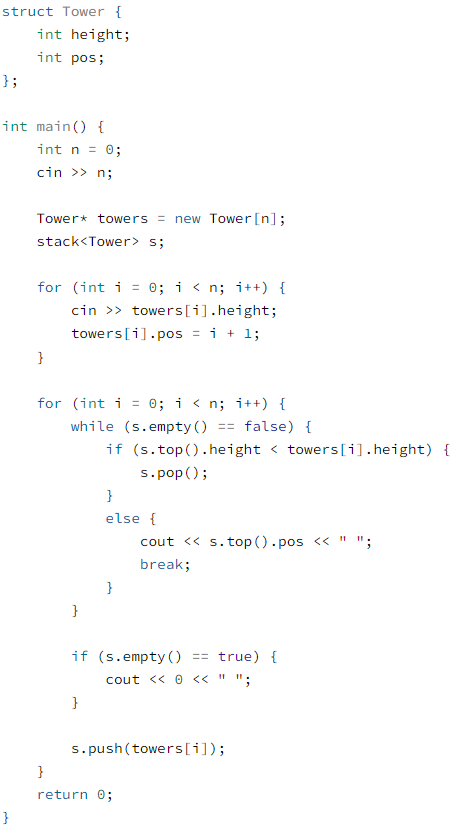 struct Tower {
    int height;
    int pos;
};

int main() {
    int n = 0;
    cin >> n;

    Tower* towers = new Tower[n];
    stack<Tower> s;

    for (int i = 0; i < n; i++) {
        cin >> towers[i].height;
        towers[i].pos = i + 1;
    }

    for (int i = 0; i < n; i++) {
        while (s.empty() == false) {
            if (s.top().height < towers[i].height) {
                s.pop();
            }
            else {
                cout << s.top().pos << " ";
                break;
            }
        }

        if (s.empty() == true) {
            cout << 0 << " ";
        }

        s.push(towers[i]);
    }
    return 0;
}